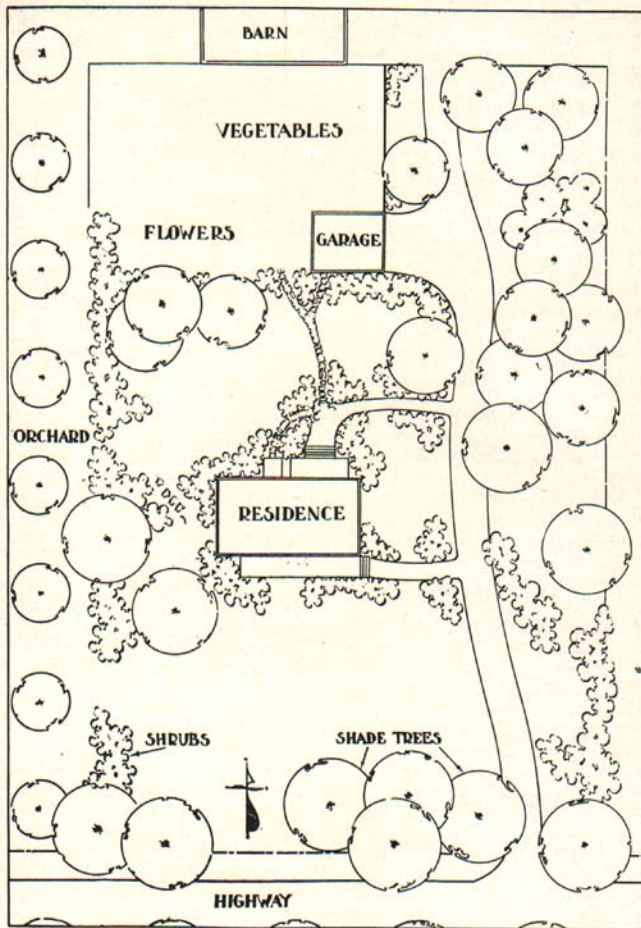 BARN
VEGETABLES
FLOWERS
GARAGE
ORCHARD
RESIDENCE
SHRUBS
SHADE TREES
HIGHWAY